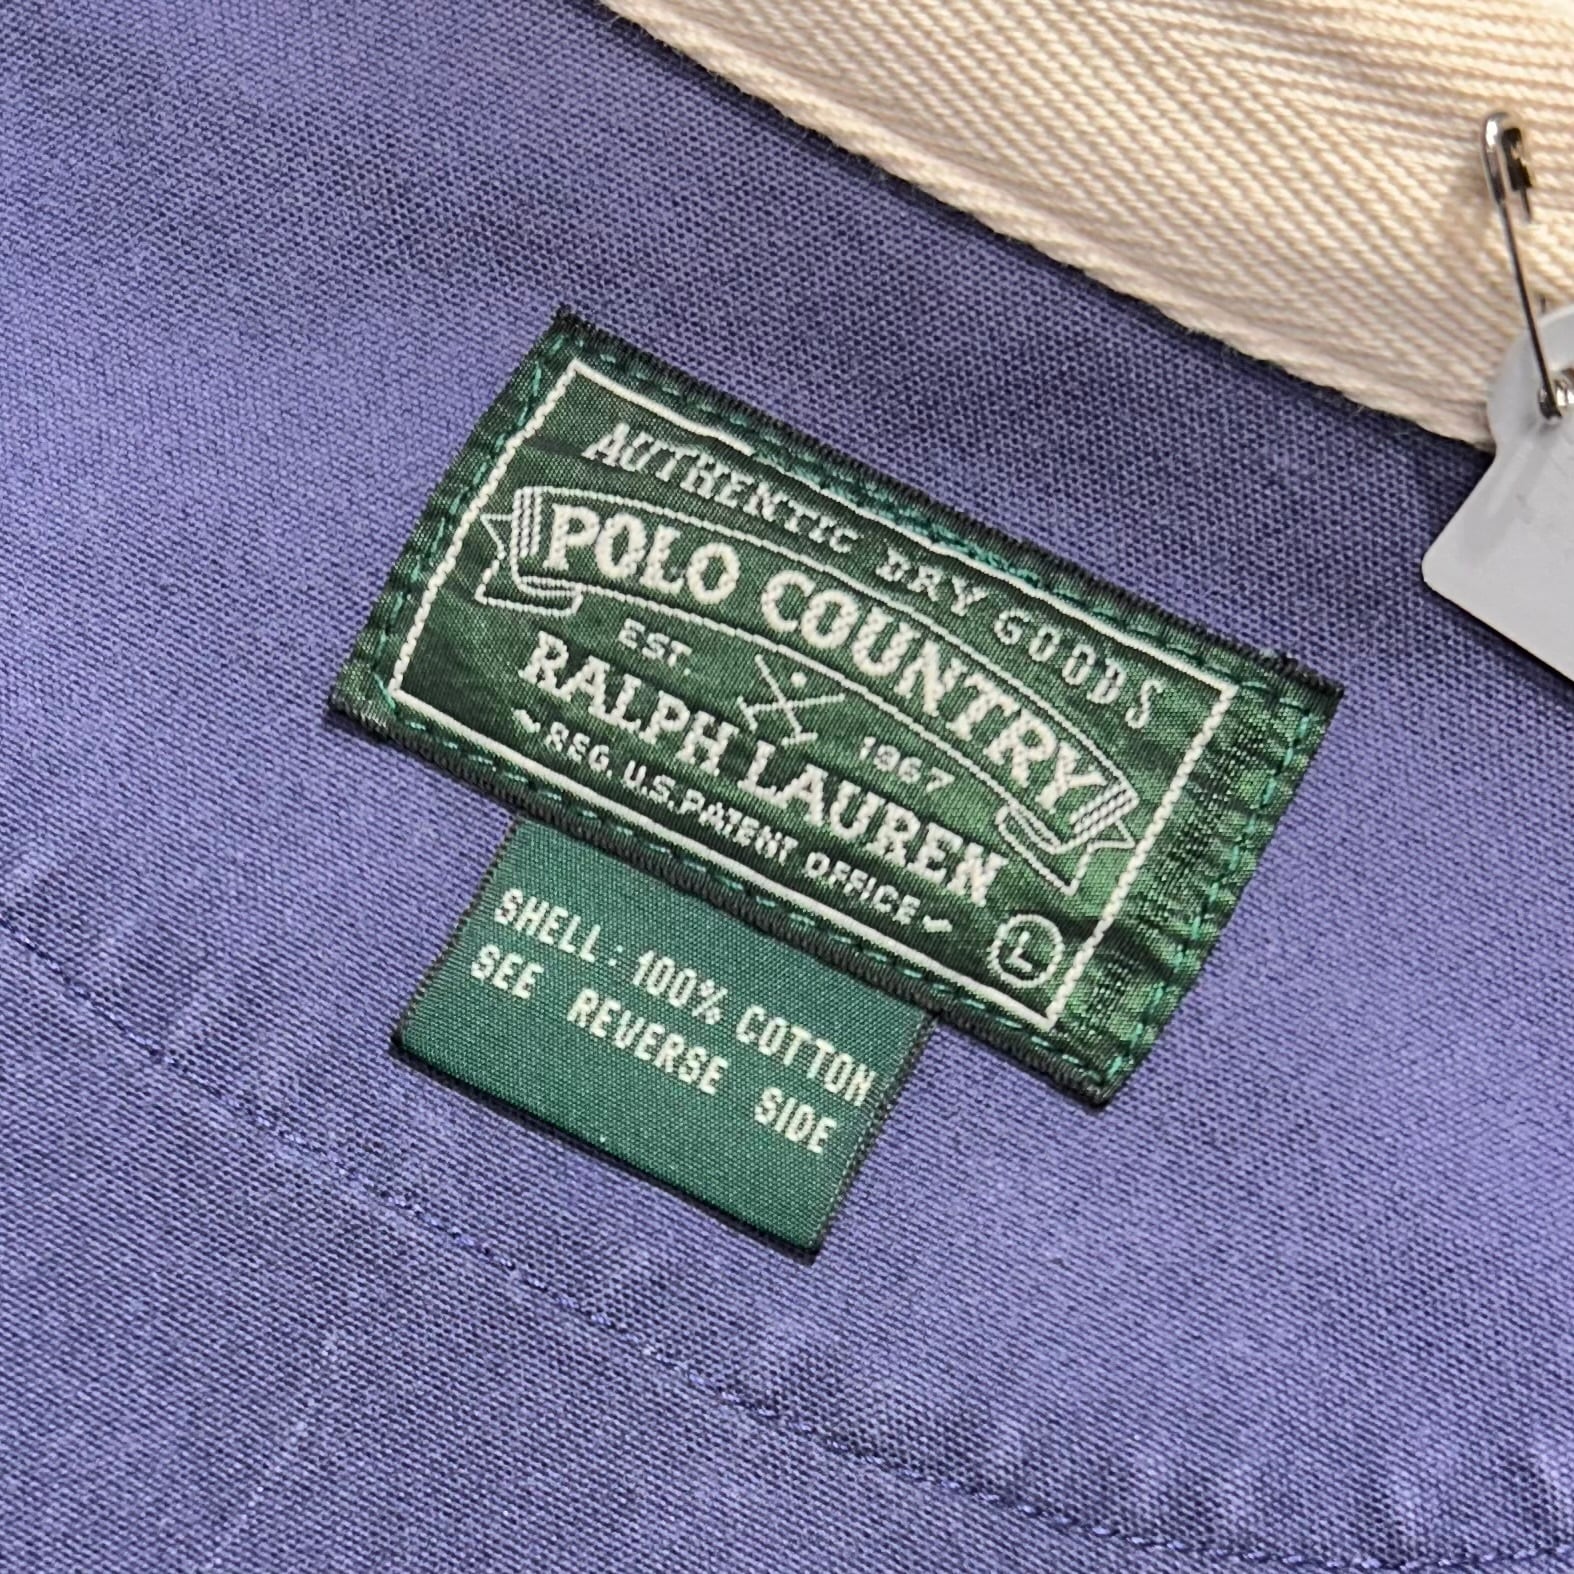 AUTHENTIC DRY GOODS
POLO COUNTRY
EST. 1967
RALPH LAUREN
REG. U.S. PATENT OFFICE
L
SHELL: 100% COTTON
SEE REVERSE SIDE